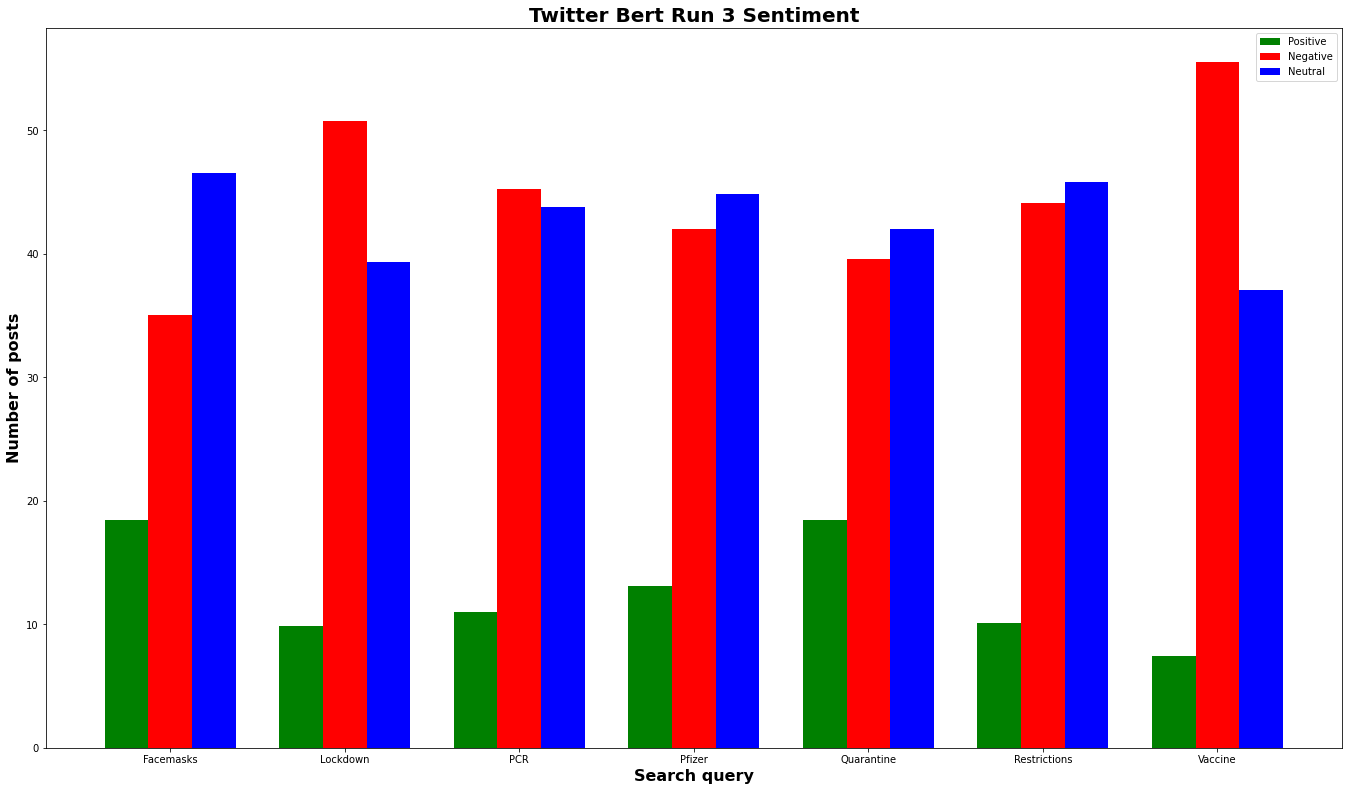 Twitter Bert Run 3 Sentiment
Positive
Negative
Neutral
Number of posts
50
40
30
20
10
0
Facemasks Lockdown PCR Pfizer Quarantine Restrictions Vaccine
Search query